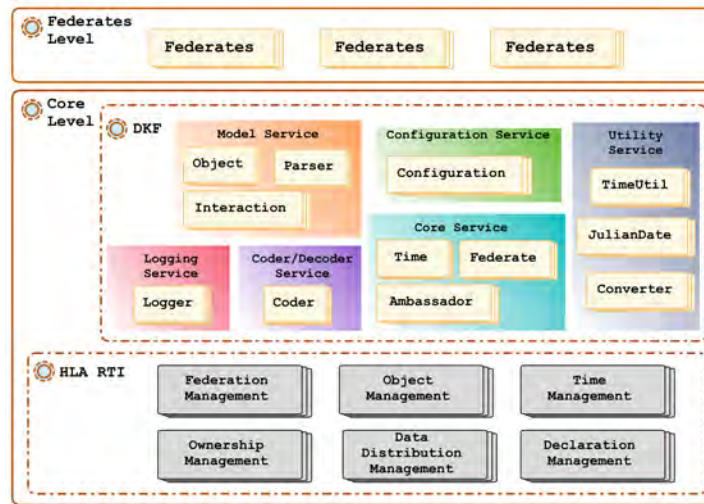 Federates
Level
Federates
Federates
Federates
Core
Level
DKF
Model Service
Object
Parser
Interaction
Configuration Service
Configuration
Utility
Service
TimeUtil
JulianDate
Converter
Logging
Service
Logger
Coder/Decoder
Service
Coder
Core Service
Time
Federate
Ambassador
HLA RTI
Federation
Management
Object
Management
Time
Management
Ownership
Management
Data
Distribution
Management
Declaration
Management